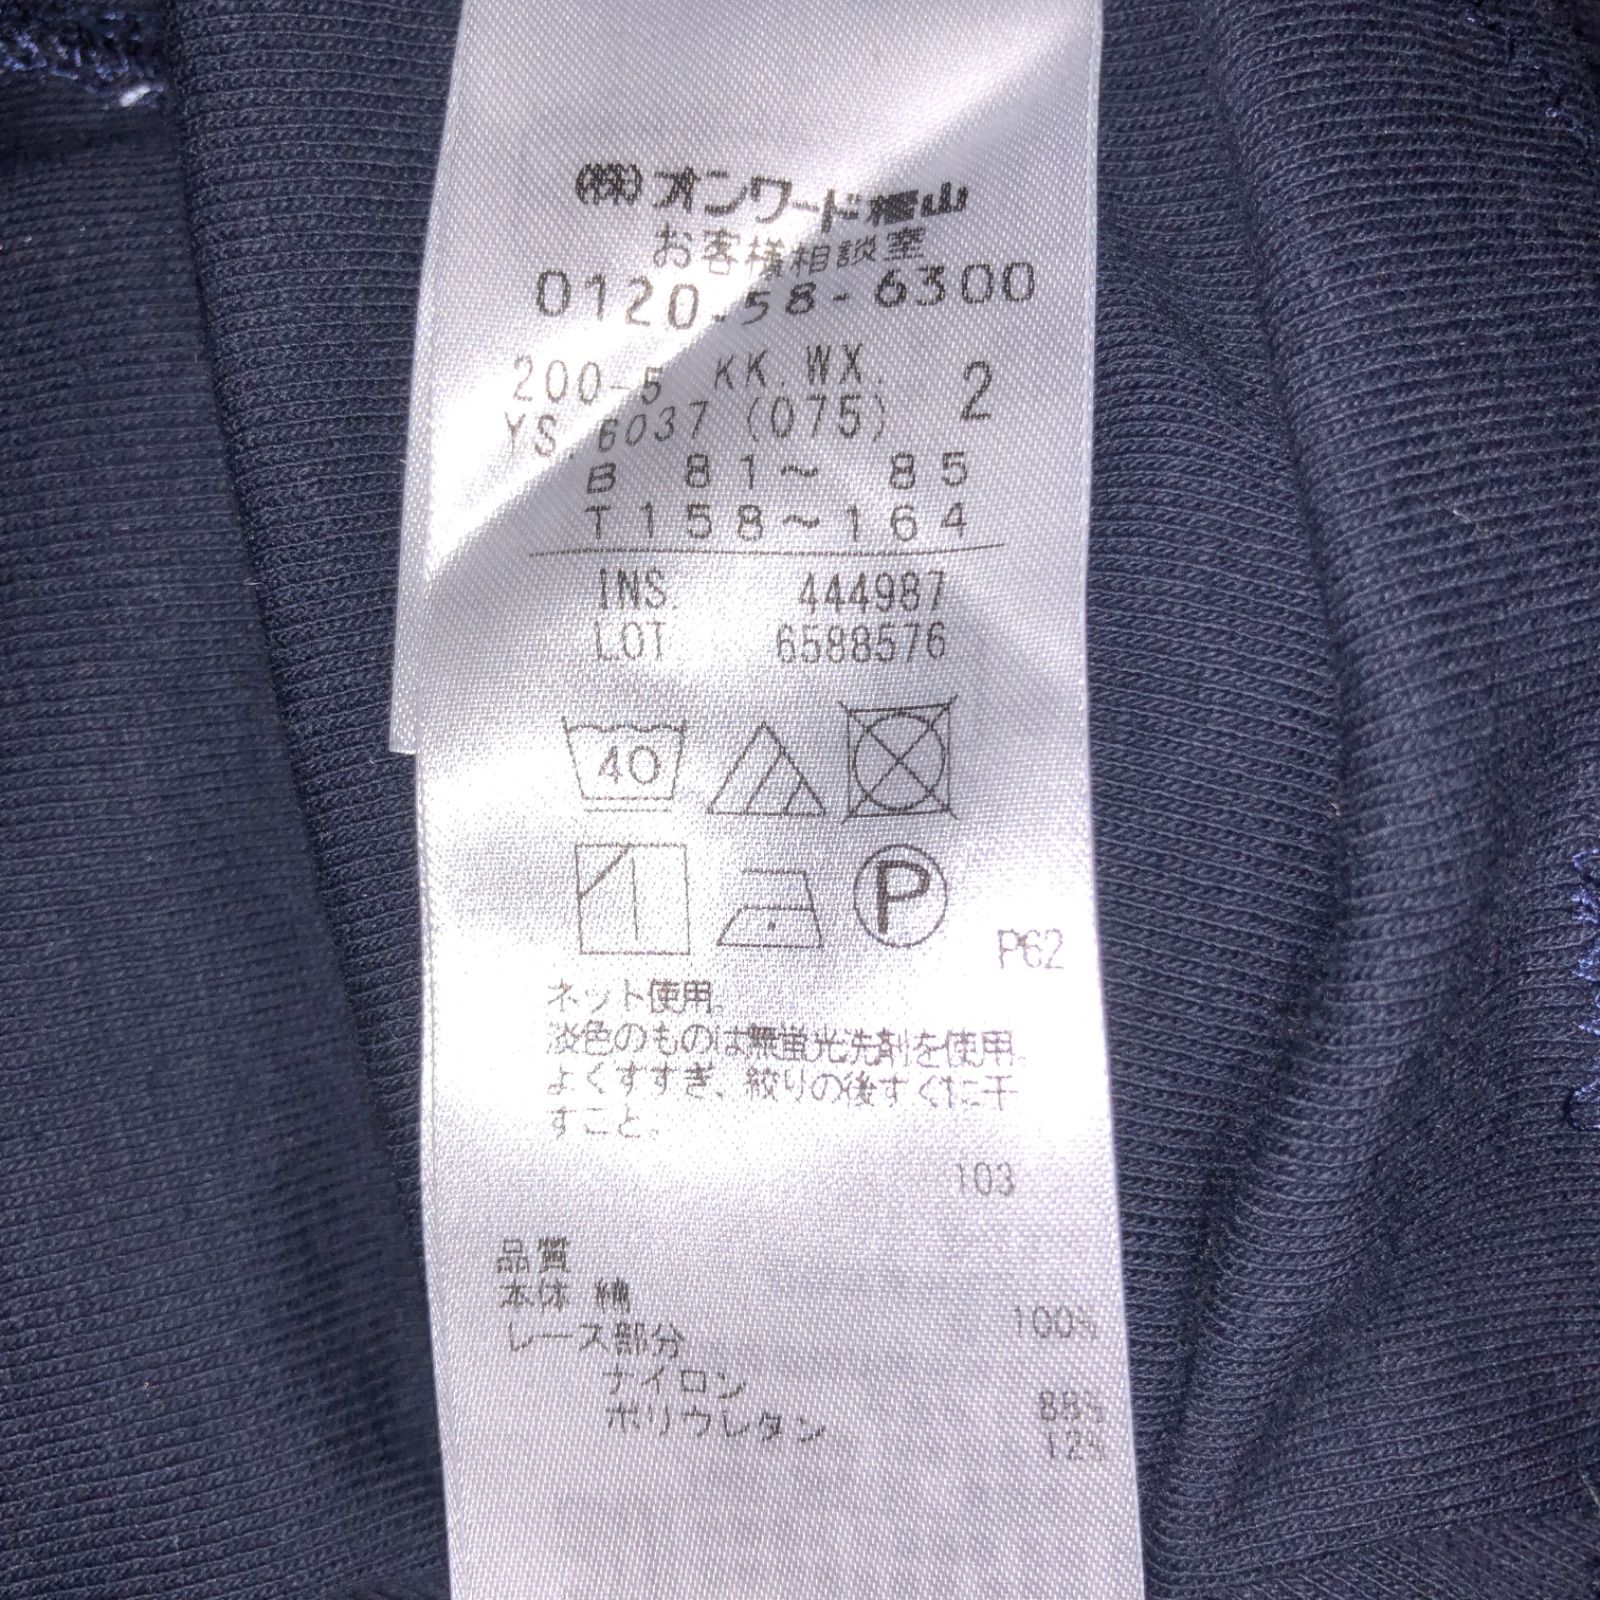 (株)オンワード樫山
お客様相談室
0120-58-6300
200-5 KK.WX. 2
YS 6037 (075)
B 81～ 85
T158～164
INS. 444987
LOT 6588576
40
P
P62
ネット使用。
淡色のものは無蛍光洗剤を使用。
よくすすぎ、絞りの後すぐに干
すこと。
103
品質
本体 綿 100%
レース部分
ナイロン 88%
ポリウレタン 12%